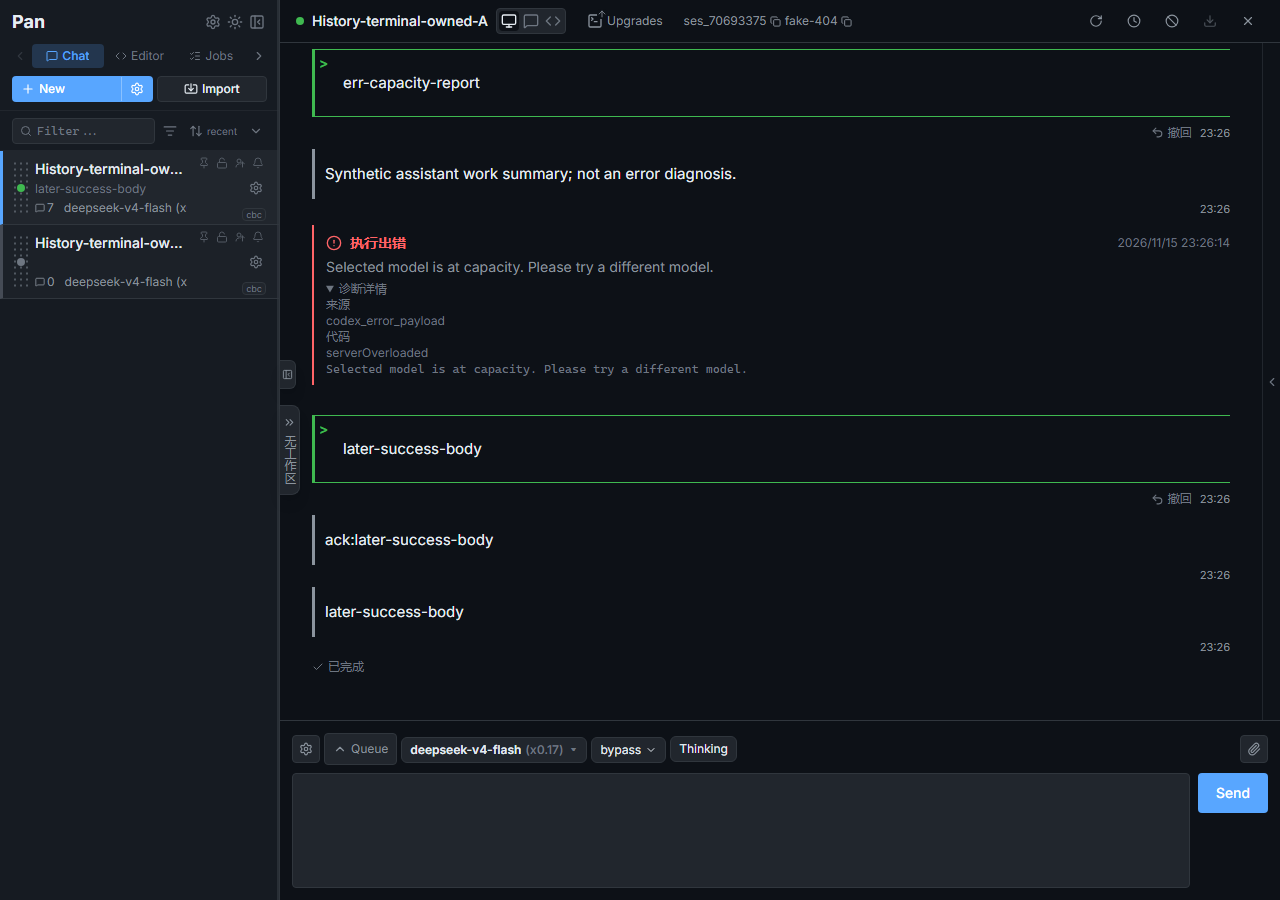 Pan
Chat
Editor
Jobs
New
Import
Filter ...
recent
History-terminal-ow...
later-success-body
7 deepseek-v4-flash (x
cbc
History-terminal-ow...
0 deepseek-v4-flash (x
cbc
History-terminal-owned-A
Upgrades
ses_70693375
fake-404
>
err-capacity-report
撤回 23:26
Synthetic assistant work summary; not an error diagnosis.
23:26
执行出错
2026/11/15 23:26:14
Selected model is at capacity. Please try a different model.
▼ 诊断详情
来源
codex_error_payload
代码
serverOverloaded
Selected model is at capacity. Please try a different model.
无工作区
>
later-success-body
撤回 23:26
ack:later-success-body
23:26
later-success-body
23:26
已完成
Queue
deepseek-v4-flash (x0.17)
bypass
Thinking
Send